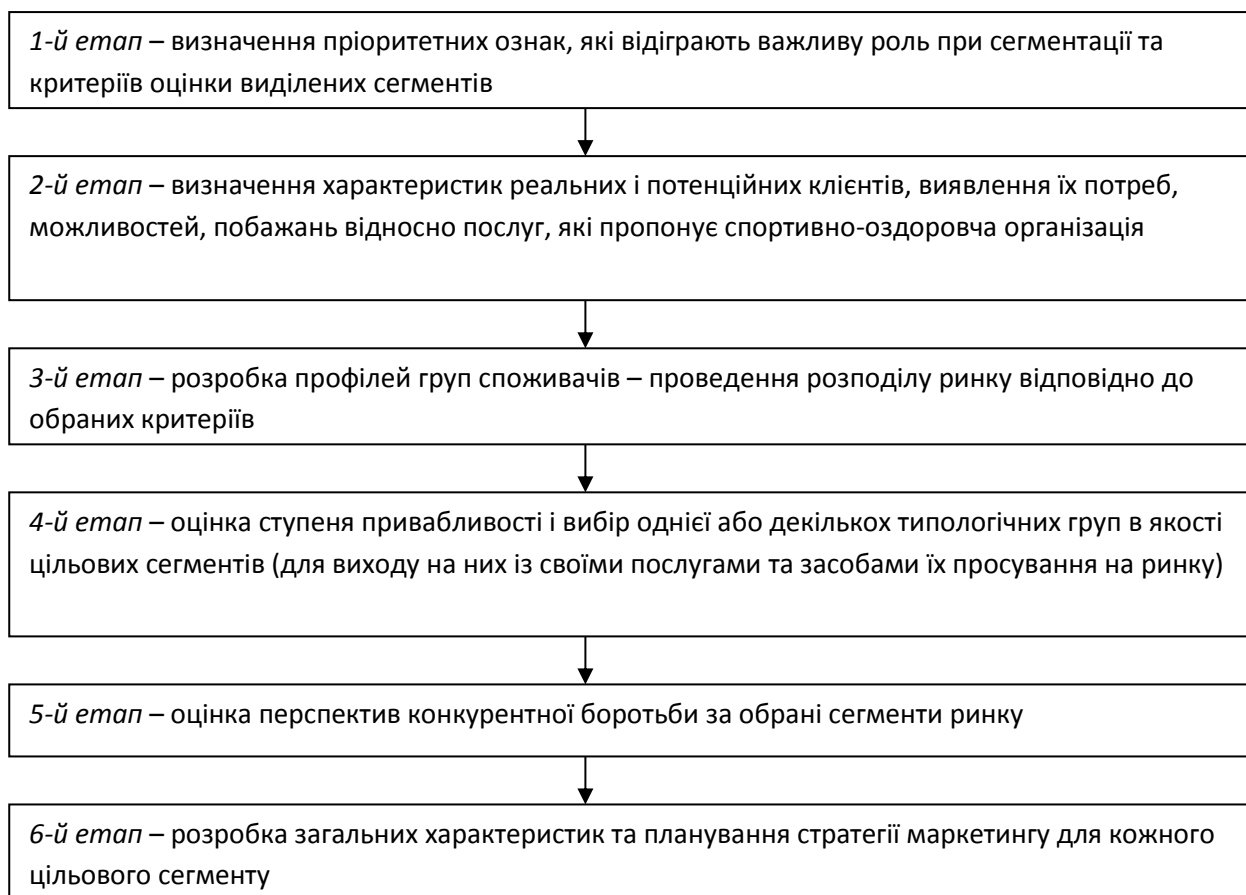 1-й етап – визначення пріоритетних ознак, які відіграють важливу роль при сегментації та
критеріїв оцінки виділених сегментів
2-й етап – визначення характеристик реальних і потенційних клієнтів, виявлення їх потреб,
можливостей, побажань відносно послуг, які пропонує спортивно-оздоровча організація
3-й етап – розробка профілей груп споживачів – проведення розподілу ринку відповідно до
обраних критеріїв
4-й етап – оцінка ступеня привабливості і вибір однієї або декількох типологічних груп в якості
цільових сегментів (для виходу на них із своїми послугами та засобами їх просування на ринку)
5-й етап – оцінка перспектив конкурентної боротьби за обрані сегменти ринку
6-й етап – розробка загальних характеристик та планування стратегії маркетингу для кожного
цільового сегменту